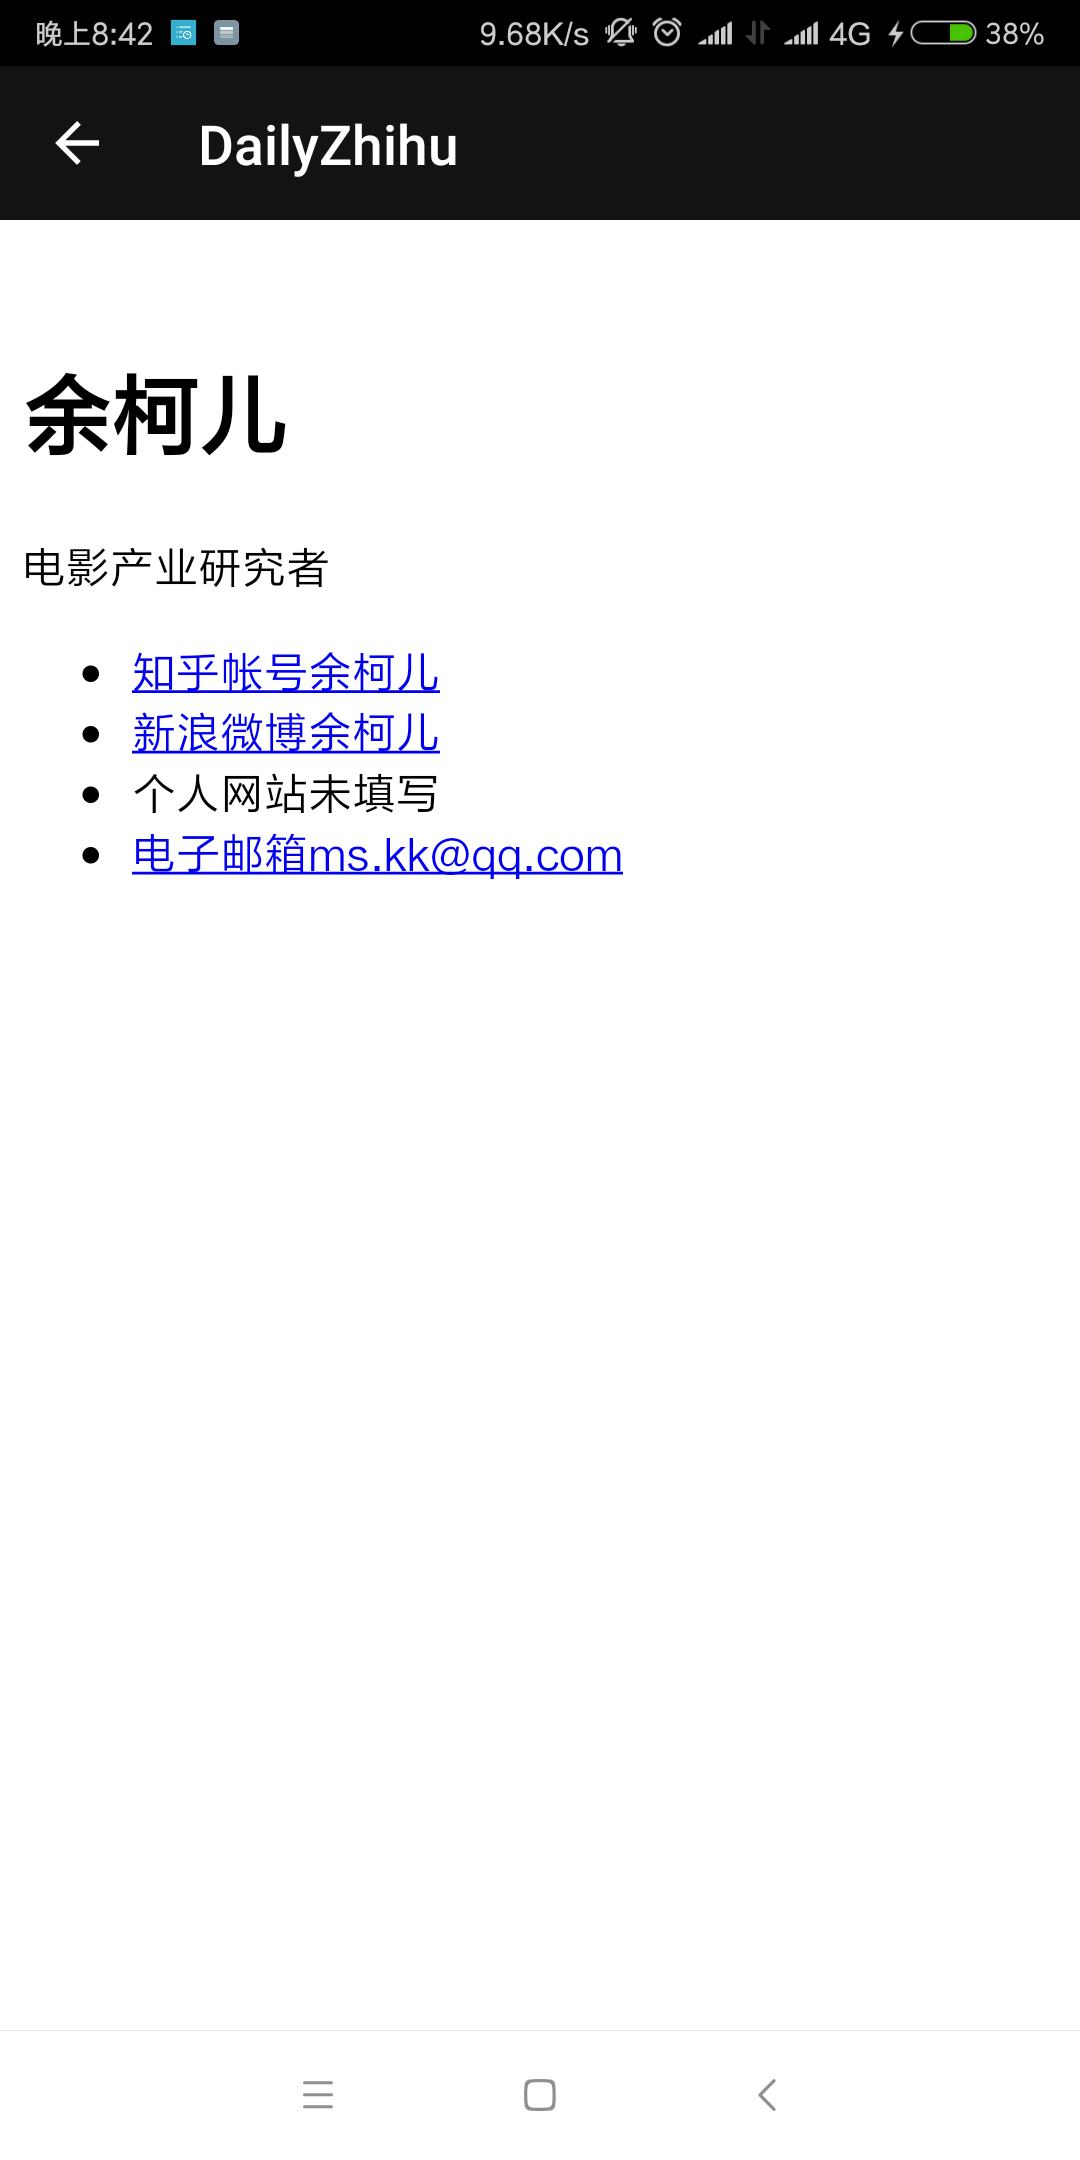 晚上8:42 9.68K/s 4G 38%
DailyZhihu
余柯儿
电影产业研究者
知乎帐号余柯儿
新浪微博余柯儿
个人网站未填写
电子邮箱ms.kk@qq.com